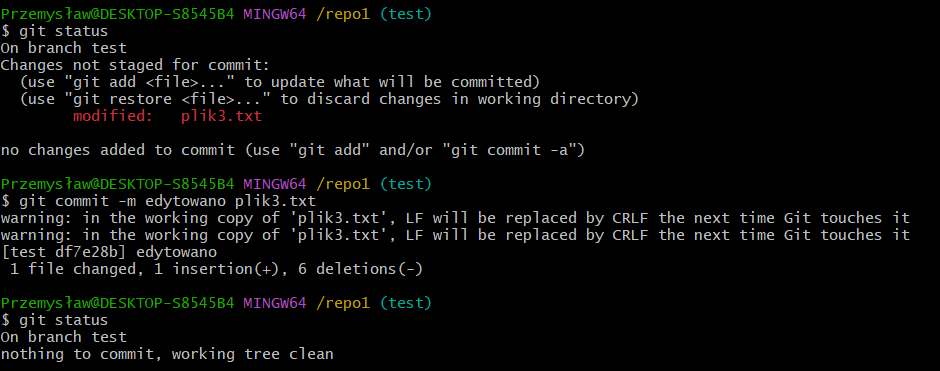 Przemysław@DESKTOP-S8545B4 MINGW64 /repo1 (test)
$ git status
On branch test
Changes not staged for commit:
  (use "git add <file>..." to update what will be committed)
  (use "git restore <file>..." to discard changes in working directory)
        modified:   plik3.txt

no changes added to commit (use "git add" and/or "git commit -a")

Przemysław@DESKTOP-S8545B4 MINGW64 /repo1 (test)
$ git commit -m edytowano plik3.txt
warning: in the working copy of 'plik3.txt', LF will be replaced by CRLF the next time Git touches it
warning: in the working copy of 'plik3.txt', LF will be replaced by CRLF the next time Git touches it
[test df7e28b] edytowano
 1 file changed, 1 insertion(+), 6 deletions(-)

Przemysław@DESKTOP-S8545B4 MINGW64 /repo1 (test)
$ git status
On branch test
nothing to commit, working tree clean